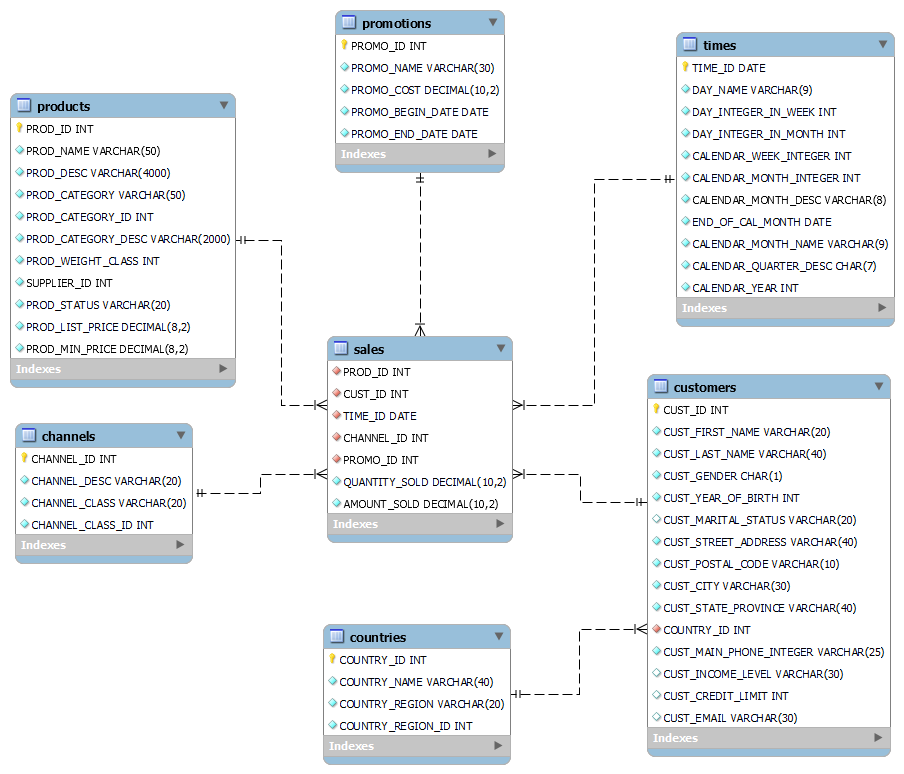 promotions
PROMO_ID INT
PROMO_NAME VARCHAR(30)
PROMO_COST DECIMAL(10,2)
PROMO_BEGIN_DATE DATE
PROMO_END_DATE DATE
Indexes
times
TIME_ID DATE
DAY_NAME VARCHAR(9)
DAY_INTEGER_IN_WEEK INT
DAY_INTEGER_IN_MONTH INT
CALENDAR_WEEK_INTEGER INT
CALENDAR_MONTH_INTEGER INT
CALENDAR_MONTH_DESC VARCHAR(8)
END_OF_CAL_MONTH DATE
CALENDAR_MONTH_NAME VARCHAR(9)
CALENDAR_QUARTER_DESC CHAR(7)
CALENDAR_YEAR INT
Indexes
products
PROD_ID INT
PROD_NAME VARCHAR(50)
PROD_DESC VARCHAR(4000)
PROD_CATEGORY VARCHAR(50)
PROD_CATEGORY_ID INT
PROD_CATEGORY_DESC VARCHAR(2000)
PROD_WEIGHT_CLASS INT
SUPPLIER_ID INT
PROD_STATUS VARCHAR(20)
PROD_LIST_PRICE DECIMAL(8,2)
PROD_MIN_PRICE DECIMAL(8,2)
Indexes
sales
PROD_ID INT
CUST_ID INT
TIME_ID DATE
CHANNEL_ID INT
PROMO_ID INT
QUANTITY_SOLD DECIMAL(10,2)
AMOUNT_SOLD DECIMAL(10,2)
Indexes
customers
CUST_ID INT
CUST_FIRST_NAME VARCHAR(20)
CUST_LAST_NAME VARCHAR(40)
CUST_GENDER CHAR(1)
CUST_YEAR_OF_BIRTH INT
CUST_MARITAL_STATUS VARCHAR(20)
CUST_STREET_ADDRESS VARCHAR(40)
CUST_POSTAL_CODE VARCHAR(10)
CUST_CITY VARCHAR(30)
CUST_STATE_PROVINCE VARCHAR(40)
COUNTRY_ID INT
CUST_MAIN_PHONE_INTEGER VARCHAR(25)
CUST_INCOME_LEVEL VARCHAR(30)
CUST_CREDIT_LIMIT INT
CUST_EMAIL VARCHAR(30)
Indexes
channels
CHANNEL_ID INT
CHANNEL_DESC VARCHAR(20)
CHANNEL_CLASS VARCHAR(20)
CHANNEL_CLASS_ID INT
Indexes
countries
COUNTRY_ID INT
COUNTRY_NAME VARCHAR(40)
COUNTRY_REGION VARCHAR(20)
COUNTRY_REGION_ID INT
Indexes